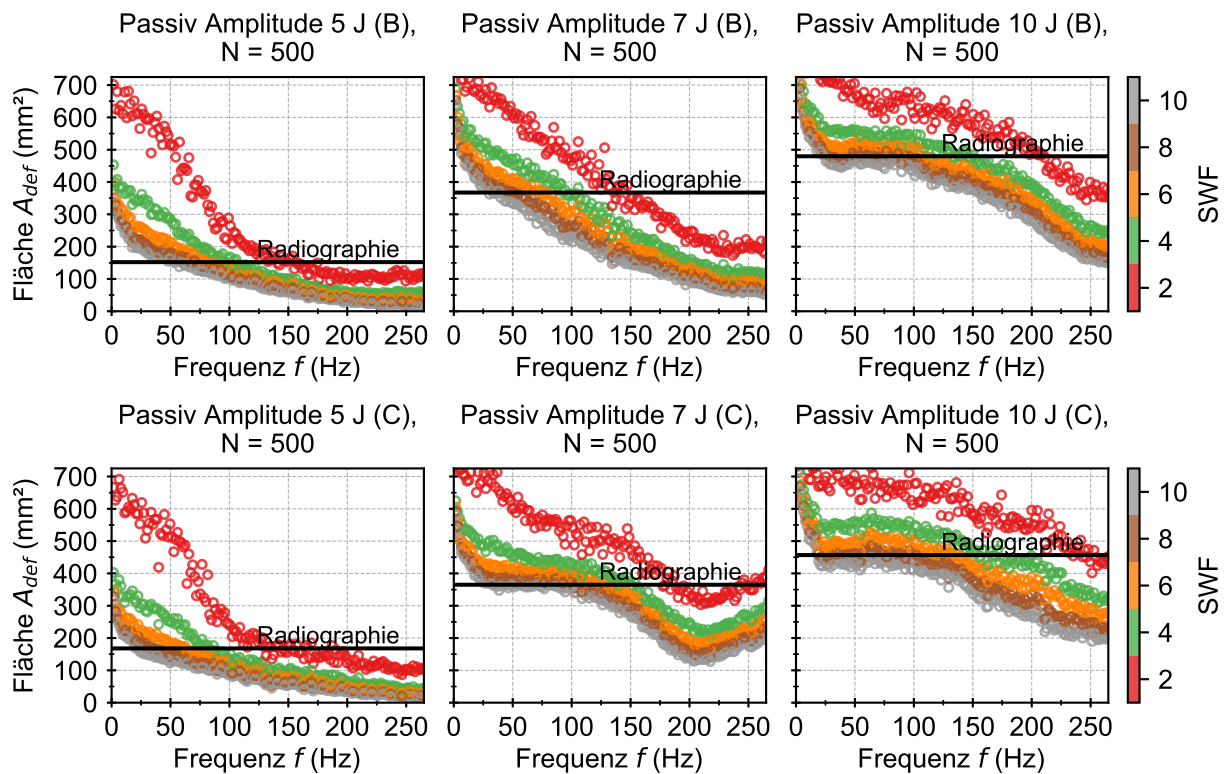 Passiv Amplitude 5 J (B),
N = 500
Passiv Amplitude 7 J (B),
N = 500
Passiv Amplitude 10 J (B),
N = 500
Fläche A_def (mm²)
700
600
500
400
300
200
100
0
Radiographie
Radiographie
Radiographie
0 50 75 100 125 150 175 200 250
0 50 100 150 200 250
0 50 100 150 200 250
Frequenz f (Hz)
Frequenz f (Hz)
Frequenz f (Hz)
10
8
6
4
2
SWF
Passiv Amplitude 5 J (C),
N = 500
Passiv Amplitude 7 J (C),
N = 500
Passiv Amplitude 10 J (C),
N = 500
Fläche A_def (mm²)
700
600
500
400
300
200
100
0
Radiographie
Radiographie
Radiographie
0 50 100 150 200 250
0 50 100 150 200 250
0 50 100 150 200 250
Frequenz f (Hz)
Frequenz f (Hz)
Frequenz f (Hz)
10
8
6
4
2
SWF